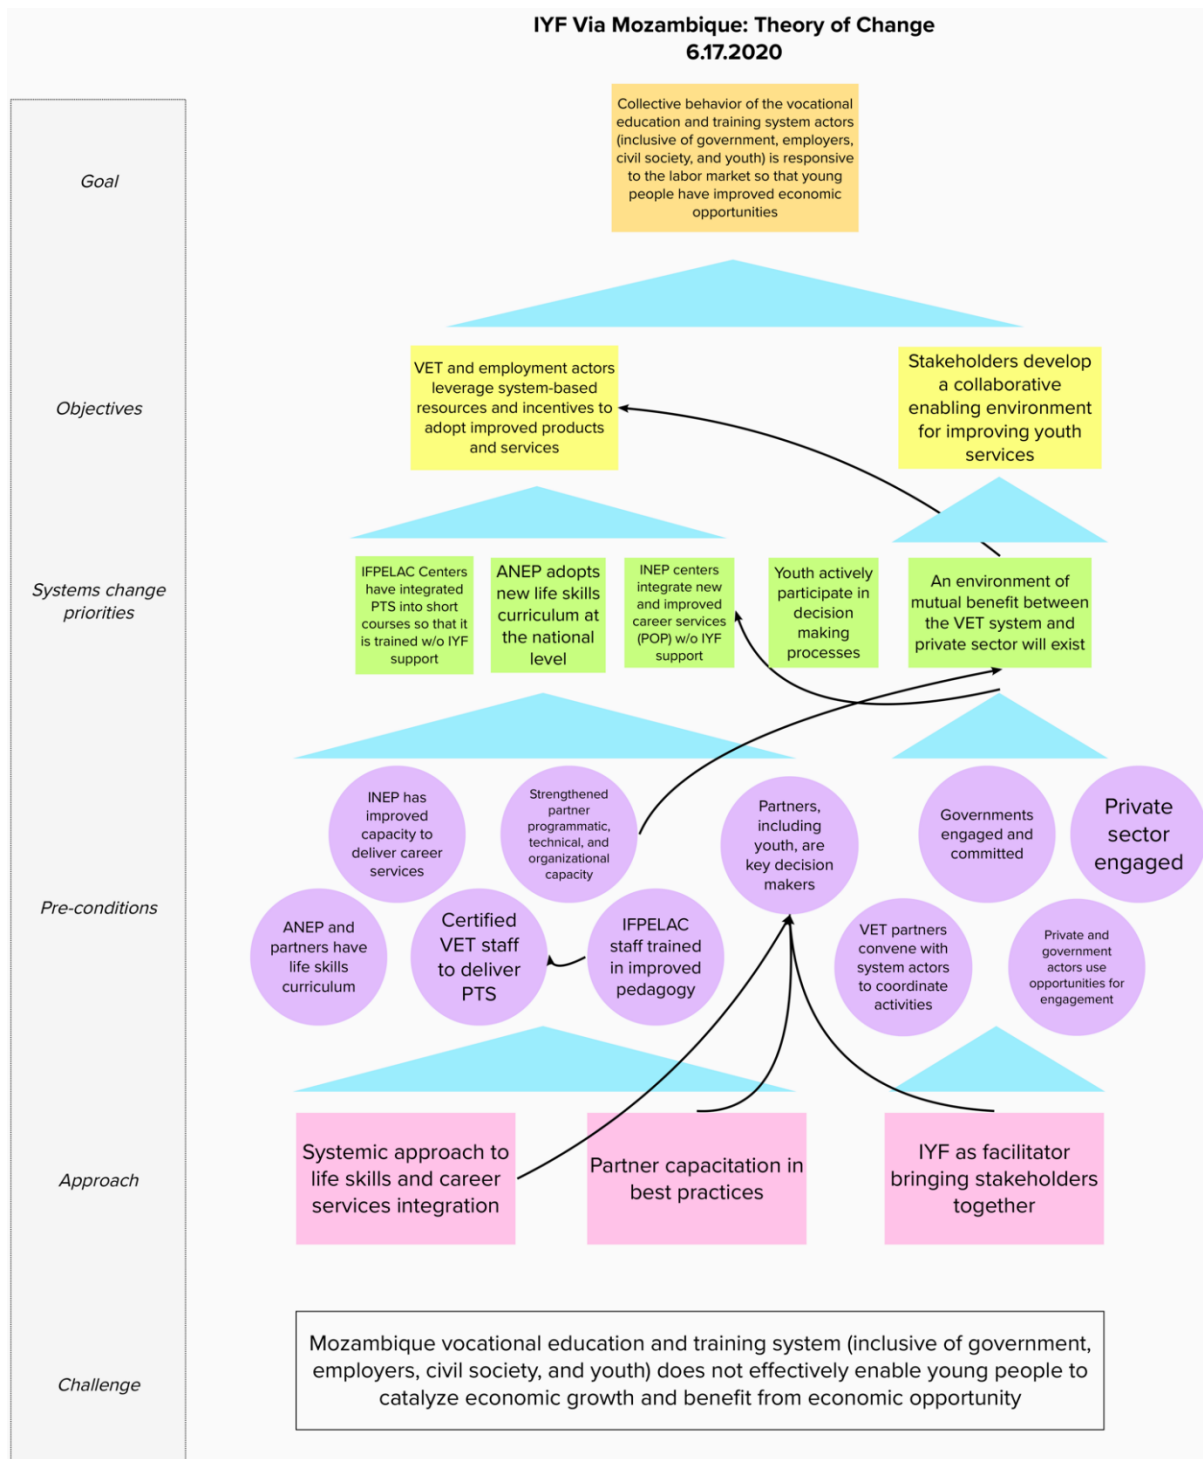 IYF Via Mozambique: Theory of Change
6.17.2020
Goal
Collective behavior of the vocational
education and training system actors
(inclusive of government, employers,
civil society, and youth) is responsive
to the labor market so that young
people have improved economic
opportunities
Objectives
VET and employment actors
leverage system-based
resources and incentives to
adopt improved products
and services
Stakeholders develop
a collaborative
enabling environment
for improving youth
services
Systems change
priorities
IFPELAC Centers
have integrated
PTS into short
courses so that it
is trained w/o IYF
support
ANEP adopts
new life skills
curriculum at
the national
level
INEP centers
integrate new
and improved
career services
(POP) w/o IYF
support
Youth actively
participate in
decision
making
processes
An environment of
mutual benefit between
the VET system and
private sector will exist
Pre-conditions
INEP has
improved
capacity to
deliver career
services
Strengthened
partner
programmatic,
technical, and
organizational
capacity
Partners,
including
youth, are
key decision
makers
Governments
engaged and
committed
Private
sector
engaged
ANEP and
partners have
life skills
curriculum
Certified
VET staff
to deliver
PTS
IFPELAC
staff trained
in improved
pedagogy
VET partners
convene with
system actors
to coordinate
activities
Private and
government
actors use
opportunities for
engagement
Approach
Systemic approach to
life skills and career
services integration
Partner capacitation in
best practices
IYF as facilitator
bringing stakeholders
together
Challenge
Mozambique vocational education and training system (inclusive of government,
employers, civil society, and youth) does not effectively enable young people to
catalyze economic growth and benefit from economic opportunity